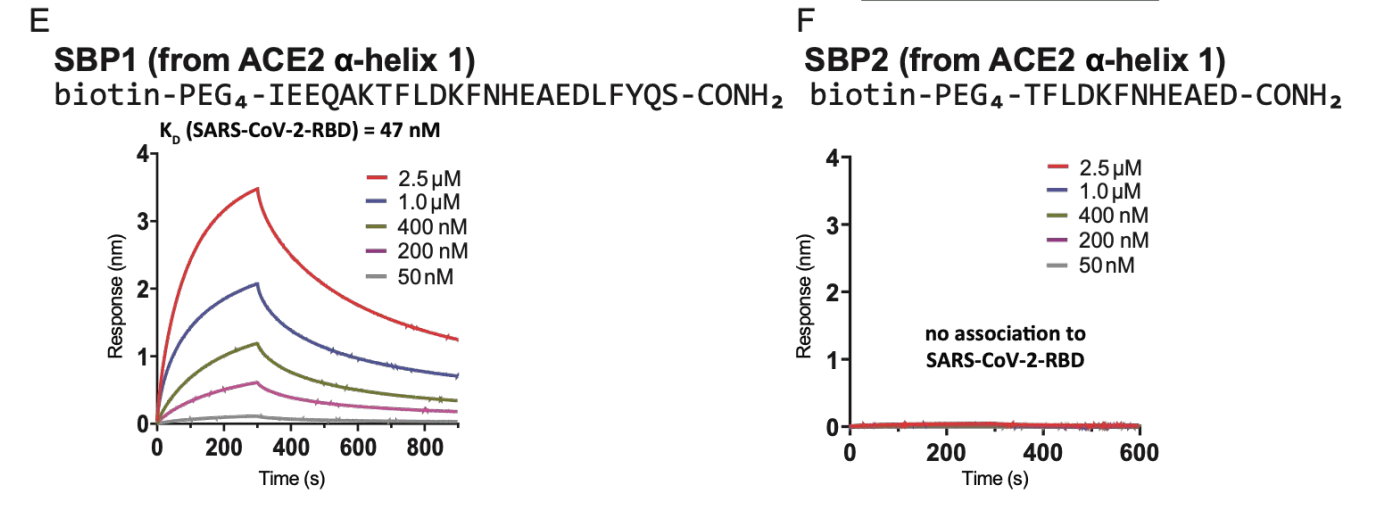 E
SBP1 (from ACE2 α-helix 1)
biotin-PEG₄-IEEQAKTFLDKFNHEAEDLFYQS-CONH₂
K_D (SARS-CoV-2-RBD) = 47 nM
4
3
2
1
0
Response (nm)
2.5 µM
1.0 µM
400 nM
200 nM
50 nM
0 200 400 600 800
Time (s)
F
SBP2 (from ACE2 α-helix 1)
biotin-PEG₄-TFLDKFNHEAED-CONH₂
4
3
2
1
0
Response (nm)
2.5 µM
1.0 µM
400 nM
200 nM
50 nM
no association to
SARS-CoV-2-RBD
0 200 400 600
Time (s)